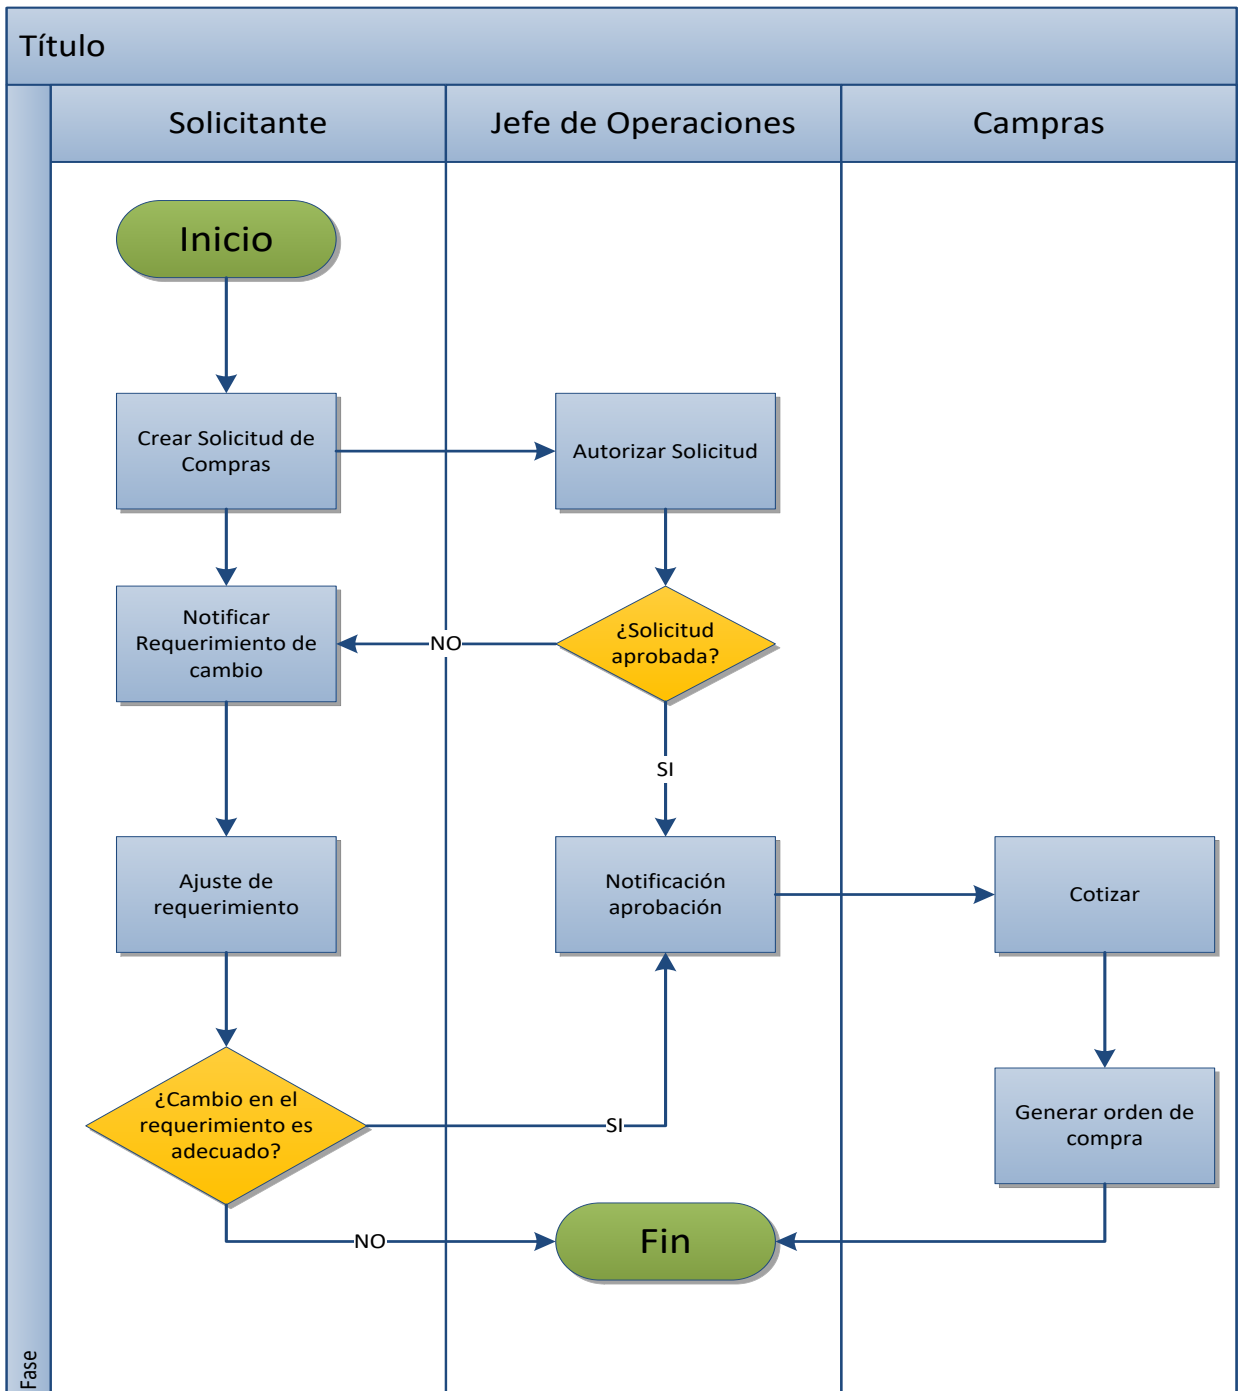 Título
Solicitante
Jefe de Operaciones
Campras
Inicio
Crear Solicitud de
Compras
Autorizar Solicitud
Notificar
Requerimiento de
cambio
NO
¿Solicitud
aprobada?
SI
Ajuste de
requerimiento
Notificación
aprobación
Cotizar
¿Cambio en el
requerimiento es
adecuado?
SI
Generar orden de
compra
NO
Fin
Fase